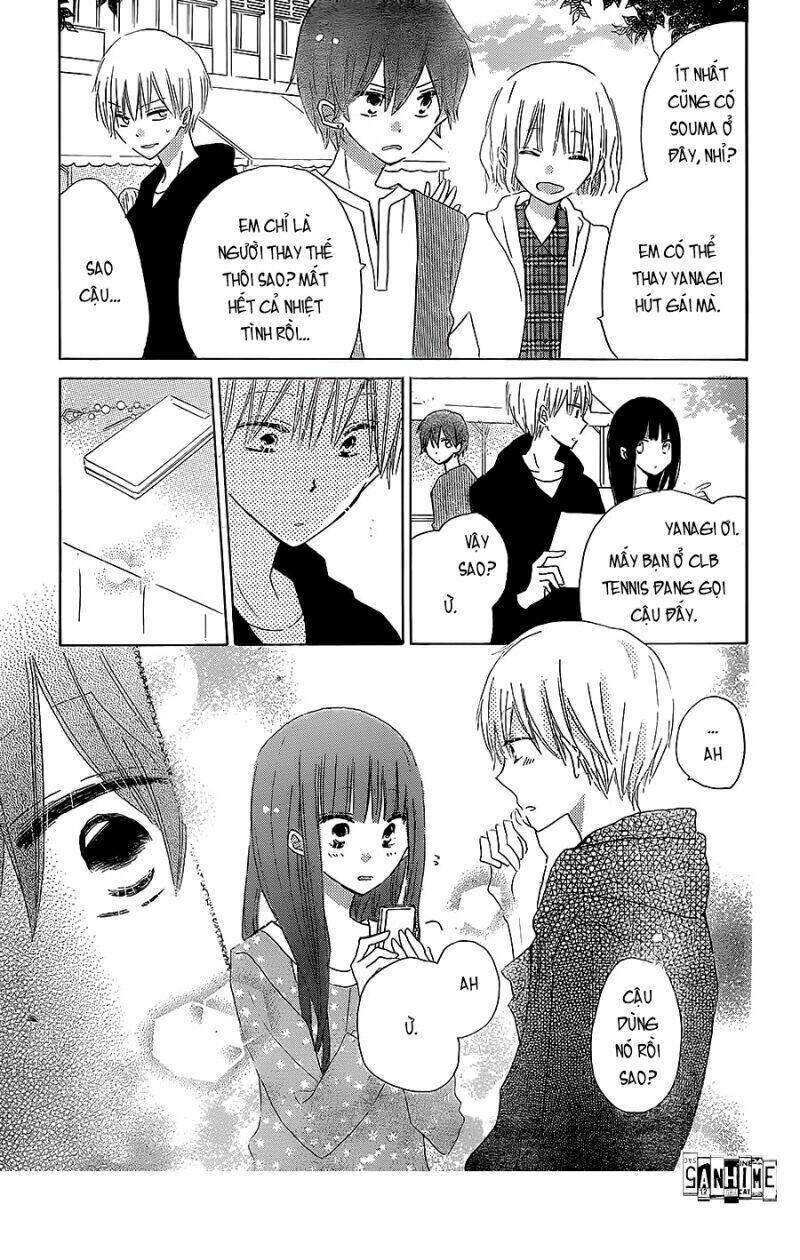 ÍT NHẤT
CŨNG CÓ
SOUMA Ở
ĐÂY, NHỈ?
EM CÓ THỂ
THAY YANAGI
HÚT GÁI MÀ.
EM CHỈ LÀ
NGƯỜI THAY THẾ
THÔI SAO? MẤT
HẾT CẢ NHIỆT
TÌNH RỒI...
SAO
CẬU...
YANAGI ƠI.
MẤY BẠN Ở CLB
TENNIS ĐANG GỌI
CẬU ĐẤY.
VẬY
SAO?
Ừ.
...
AH
AH
Ừ.
CẬU
DÙNG
NÓ RỒI
SAO?
SANHIME